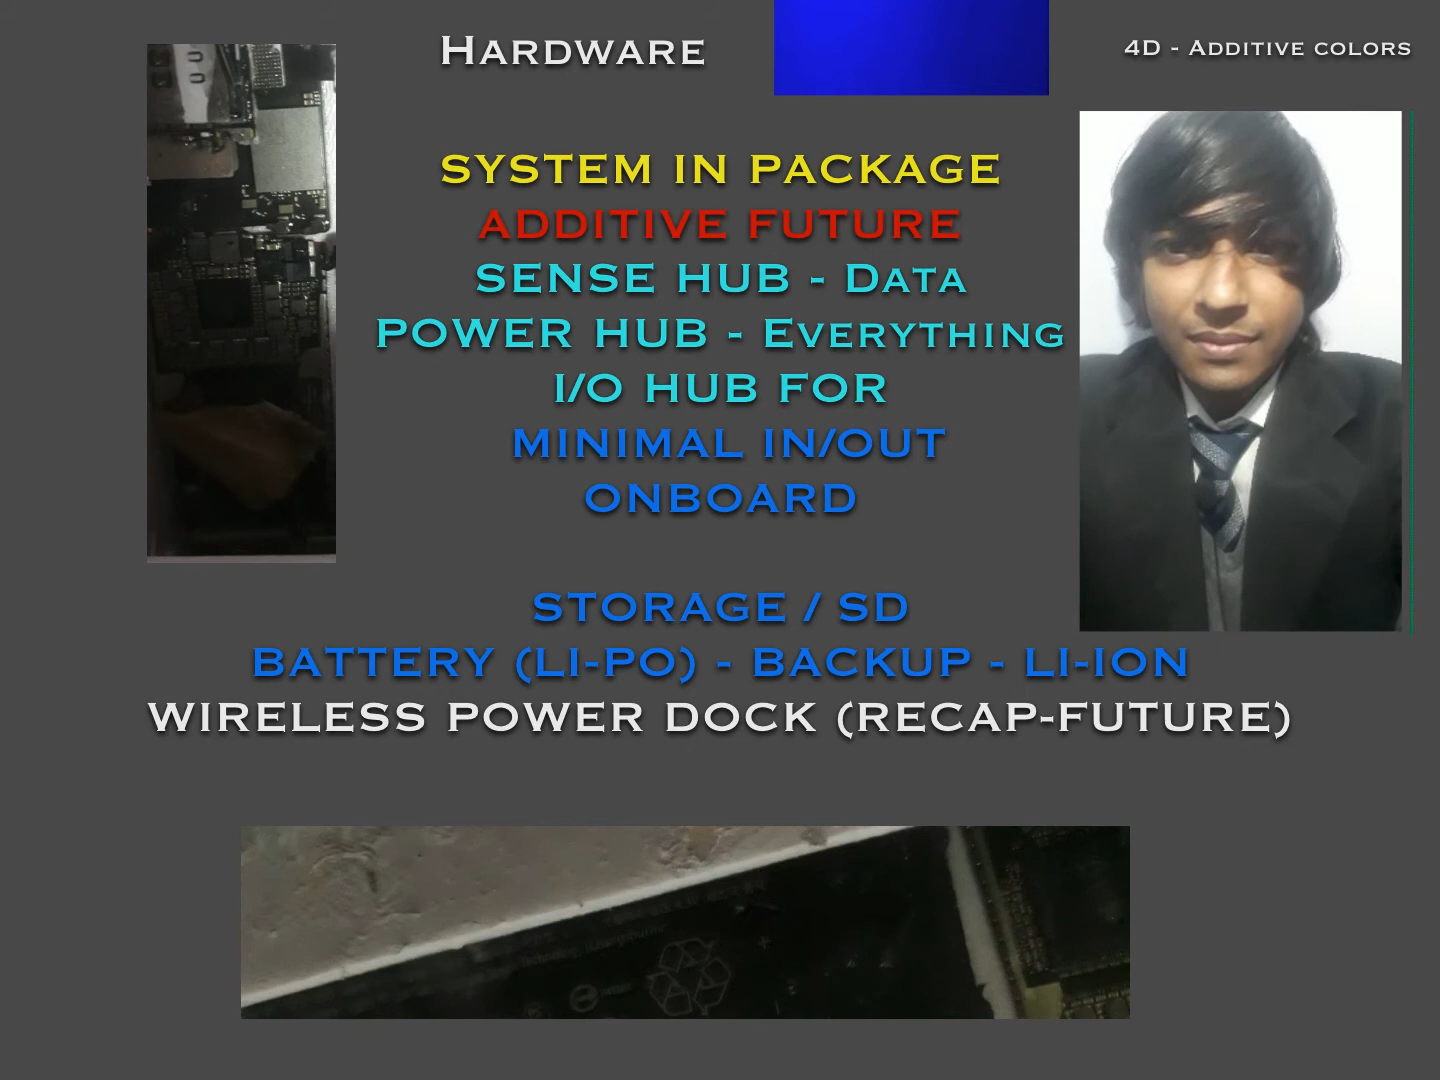 Hardware
4D - Additive colors
SYSTEM IN PACKAGE
ADDITIVE FUTURE
SENSE HUB - Data
POWER HUB - Everything
I/O HUB FOR
MINIMAL IN/OUT
ONBOARD
STORAGE / SD
BATTERY (LI-PO) - BACKUP - LI-ION
WIRELESS POWER DOCK (RECAP-FUTURE)